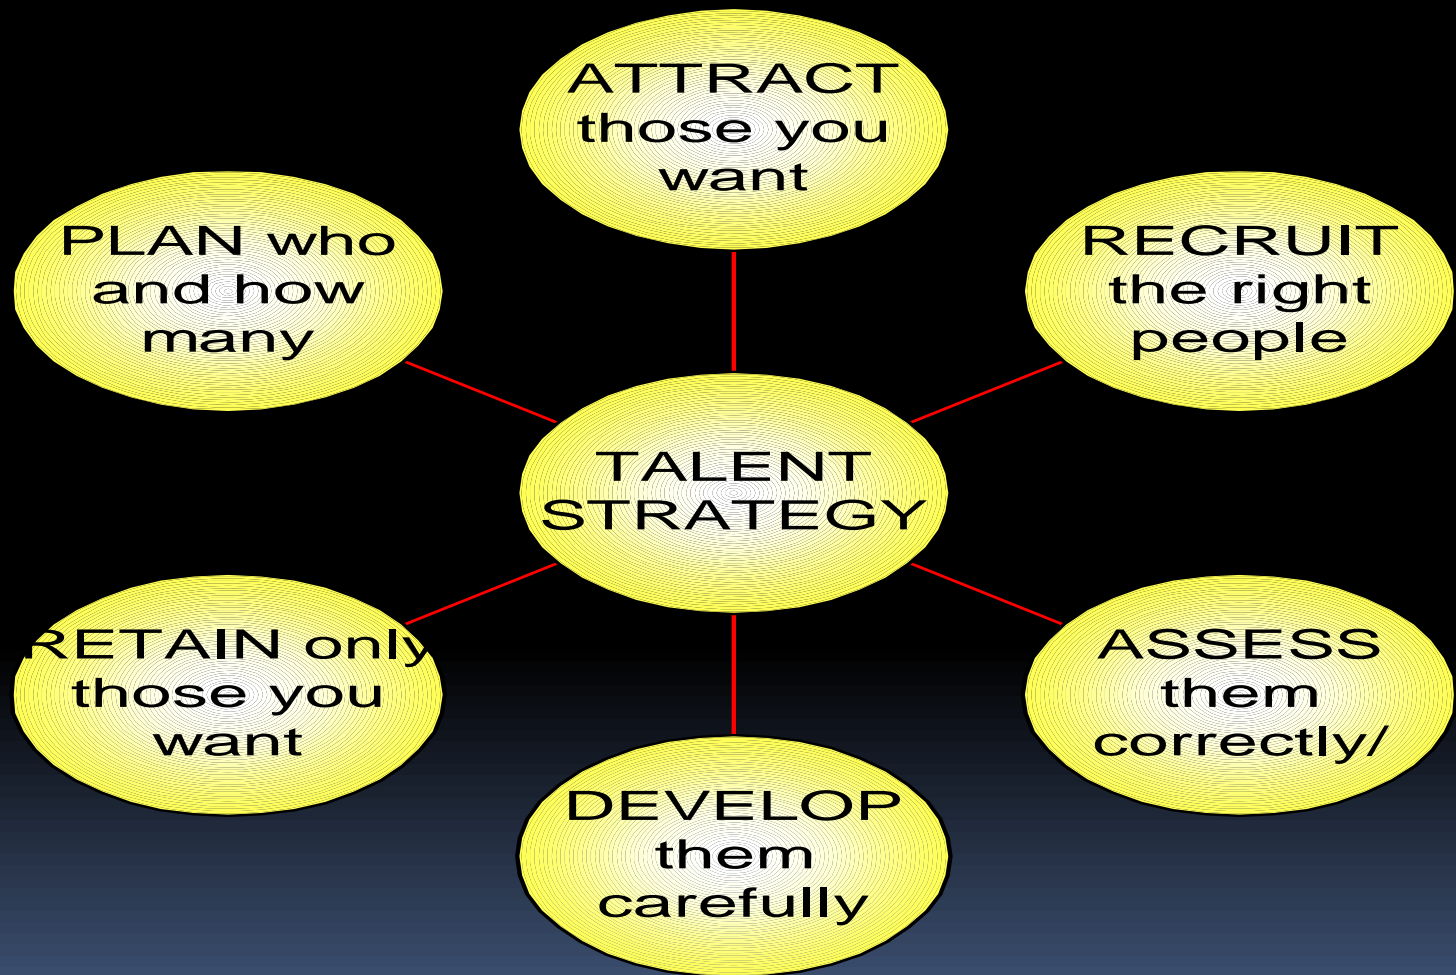 ATTRACT
those you
want
PLAN who
and how
many
RECRUIT
the right
people
TALENT
STRATEGY
RETAIN only
those you
want
ASSESS
them
correctly/
DEVELOP
them
carefully